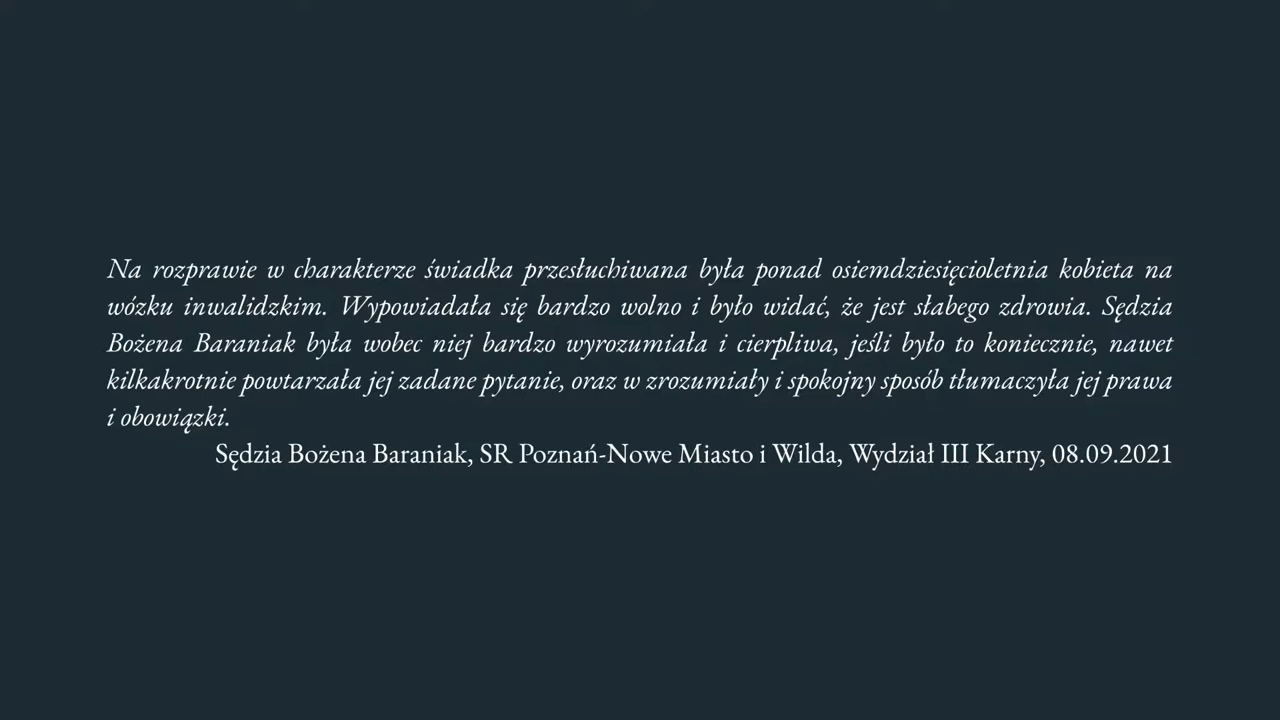 Na rozprawie w charakterze świadka przesłuchiwana była ponad osiemdziesięcioletnia kobieta na
wózku inwalidzkim. Wypowiadała się bardzo wolno i było widać, że jest słabego zdrowia. Sędzia
Bożena Baraniak była wobec niej bardzo wyrozumiała i cierpliwa, jeśli było to koniecznie, nawet
kilkakrotnie powtarzała jej zadane pytanie, oraz w zrozumiały i spokojny sposób tłumaczyła jej prawa
i obowiązki.
Sędzia Bożena Baraniak, SR Poznań-Nowe Miasto i Wilda, Wydział III Karny, 08.09.2021